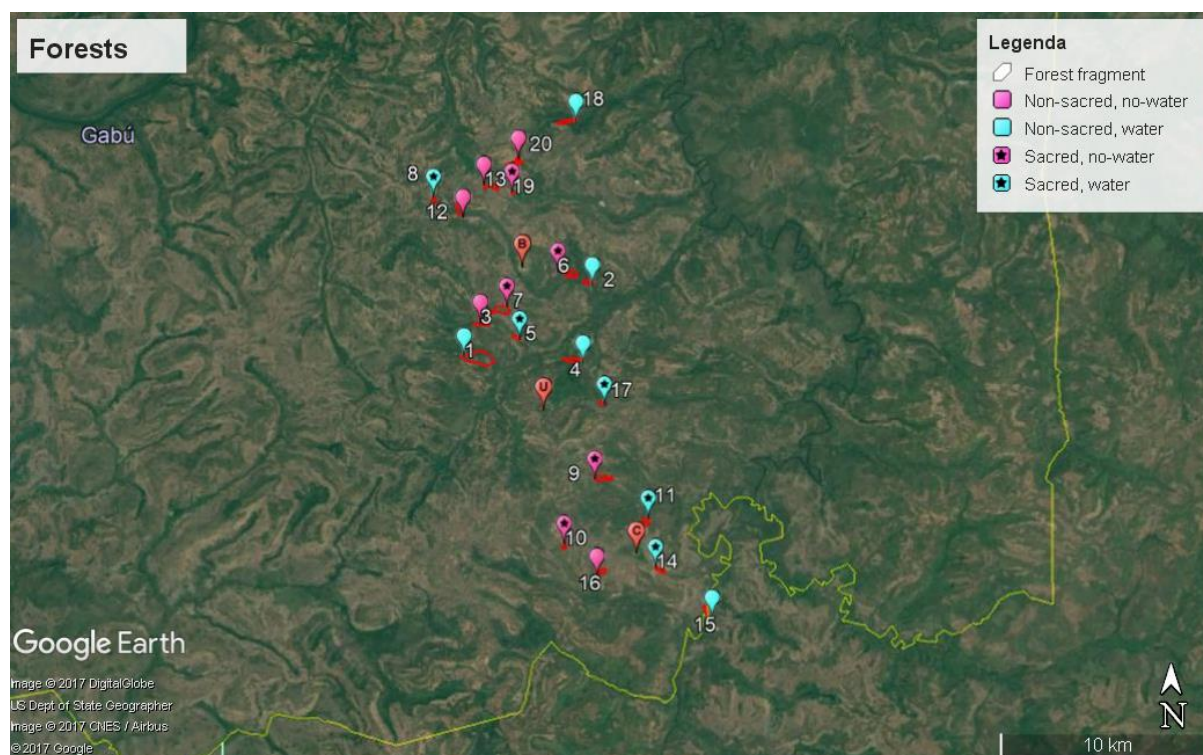 Forests
Legenda
Forest fragment
Non-sacred, no-water
Non-sacred, water
Sacred, no-water
Sacred, water
Gabú
18
20
8
13
19
12
B
6
2
7
3
5
1
4
U
17
9
11
10
C
14
16
15
Google Earth
Image © 2017 DigitalGlobe
US Dept of State Geographer
Image © 2017 CNES / Airbus
© 2017 Google
N
10 km